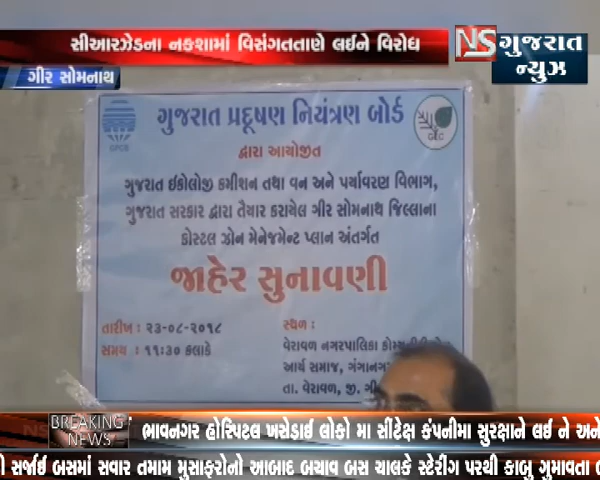 સીઆરઝેડના નકશામાં વિસંગતતાણે લઈને વિરોધ
NS ગુજરાત
ન્યુઝ
ગીર સોમનાથ
ગુજરાત પ્રદૂષણ નિયંત્રણ બોર્ડ
GPCB
GEC
દ્વારા આયોજીત
ગુજરાત ઇકોલોજી કમીશન તથા વન અને પર્યાવરણ વિભાગ,
ગુજરાત સરકાર દ્વારા તૈયાર કરાયેલ ગીર સોમનાથ જિલ્લાના
કોસ્ટલ ઝોન મેનેજમેન્ટ પ્લાન અંતર્ગત
જાહેર સુનાવણી
તારીખ : ૨૩-૦૮-૨૦૧૮
સ્થળ :
સમય : ૧૧:૩૦ કલાકે
વેરાવળ નગરપાલિકા
આર્ય સમાજ,
તા. વેરાવળ, જી.
BREAKING NEWS
ભાવનગર હોસ્પિટલ ખસેડાઈ લોકો મા સીટેક્ષ કંપનીમા સુરક્ષાને લઈ ને અને
સર્જાઈ બસમાં સવાર તમામ મુસાફરોનો આબાદ બચાવ બસ ચાલકે સ્ટેરીંગ પરથી કાબુ ગુમાવતા